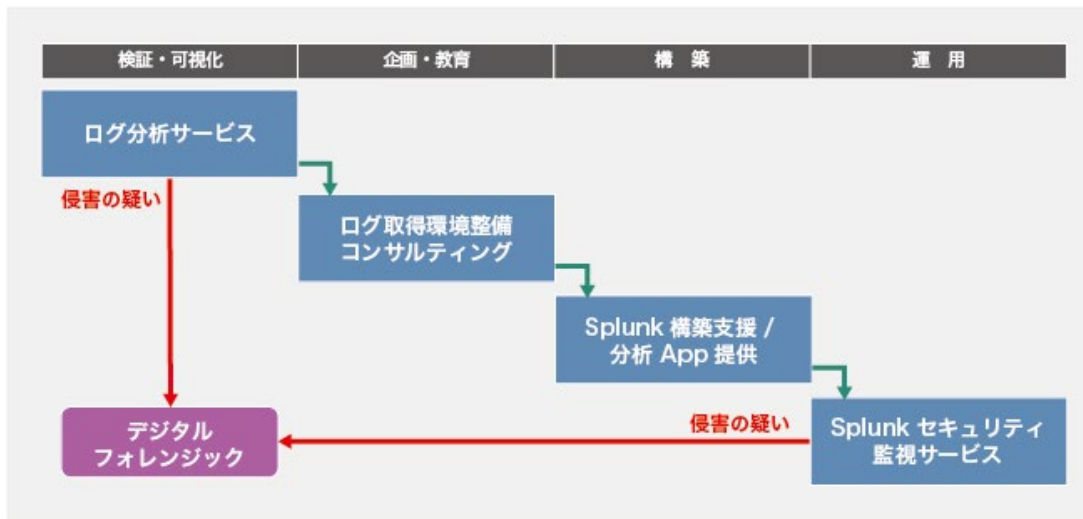 検証・可視化
企画・教育
構 築
運 用
ログ分析サービス
侵害の疑い
ログ取得環境整備
コンサルティング
Splunk 構築支援 /
分析 App 提供
侵害の疑い
Splunk セキュリティ
監視サービス
デジタル
フォレンジック